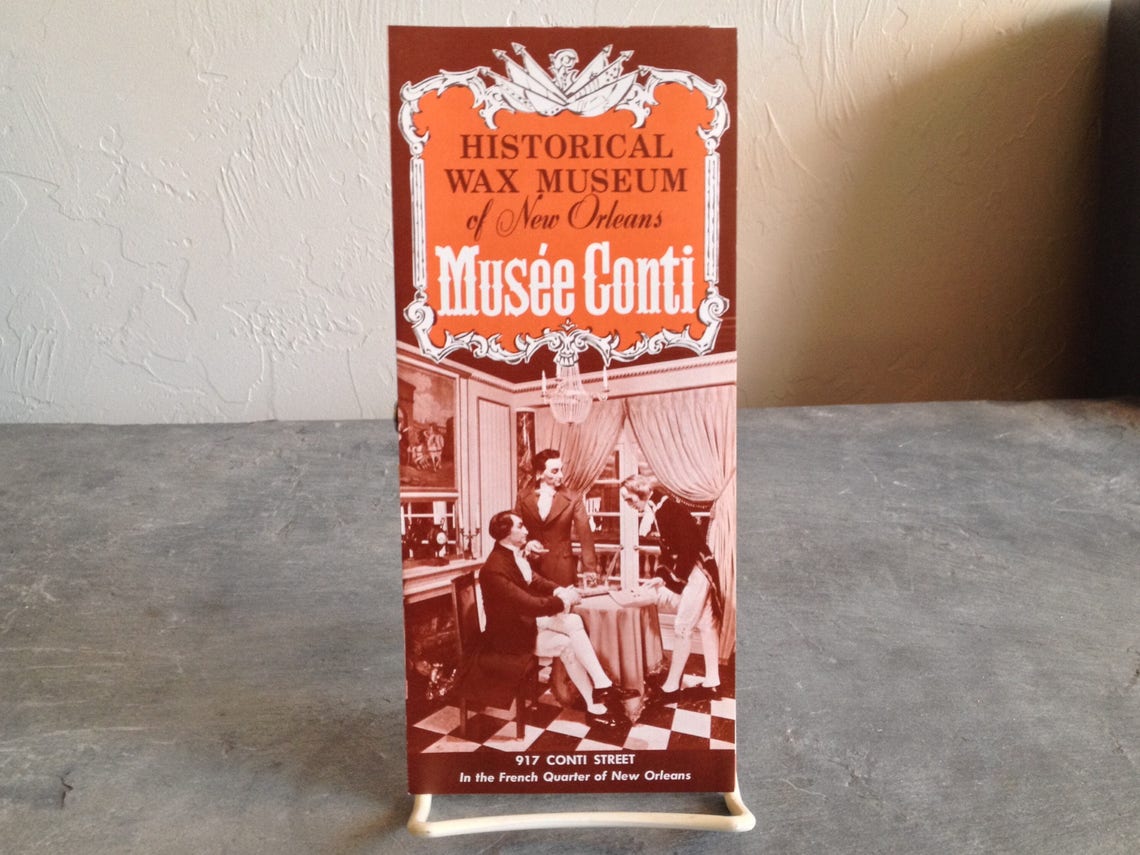 HISTORICAL
WAX MUSEUM
of New Orleans
Musée Conti
917 CONTI STREET
In the French Quarter of New Orleans